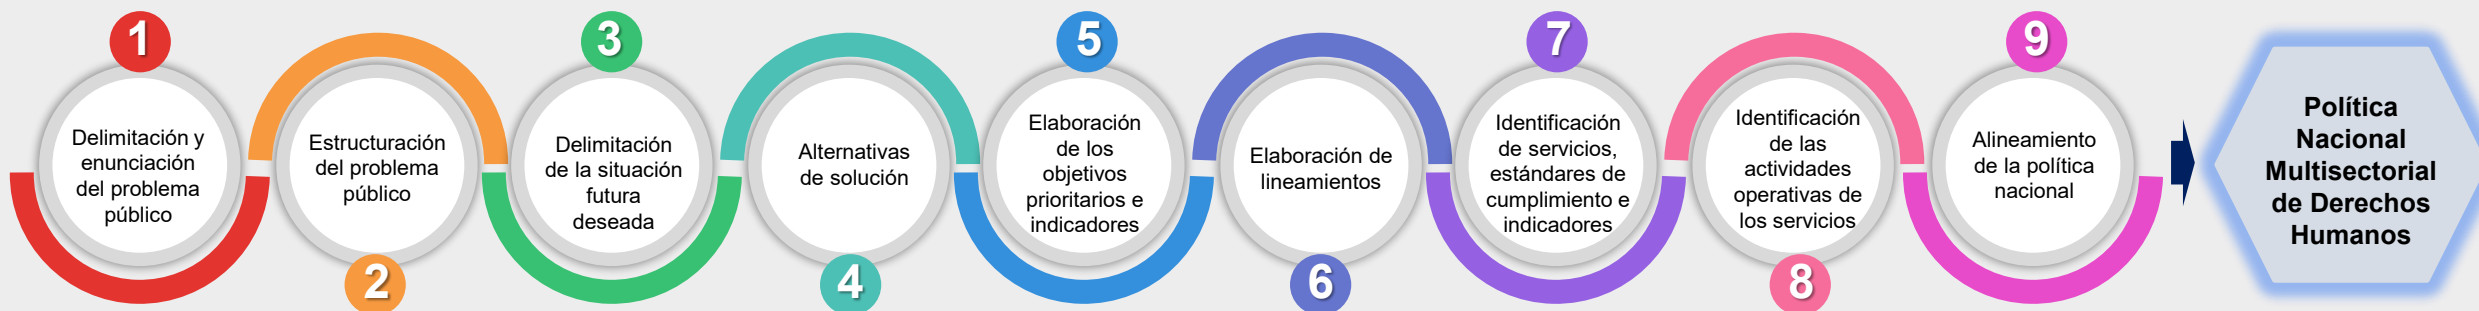 1
Delimitación y
enunciación
del problema
público
2
Estructuración
del problema
público
3
Delimitación
de la situación
futura
deseada
4
Alternativas
de solución
5
Elaboración
de los
objetivos
prioritarios e
indicadores
6
Elaboración de
lineamientos
7
Identificación
de servicios,
estándares de
cumplimiento e
indicadores
8
Identificación
de las
actividades
operativas de
los servicios
9
Alineamiento
de la política
nacional
Política
Nacional
Multisectorial
de Derechos
Humanos